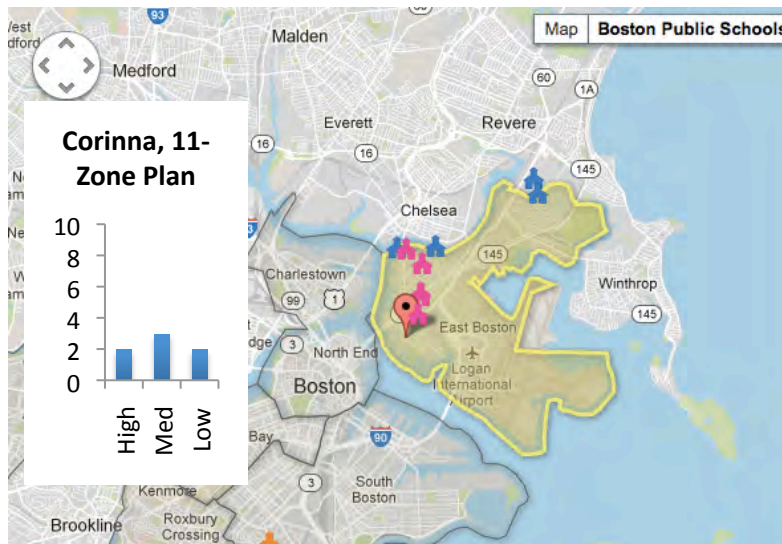 93
Map
Boston Public Schools
Malden
Medford
60
1A
Everett
Revere
16
16
145
Chelsea
145
Charlestown
99
1
Winthrop
145
3
North End
East Boston
Boston
Logan
International
Airport
Bay
90
3
South
Boston
Kenmore
Roxbury
Crossing
Brookline
Corinna, 11-
Zone Plan
10
8
6
4
2
0
High
Med
Low